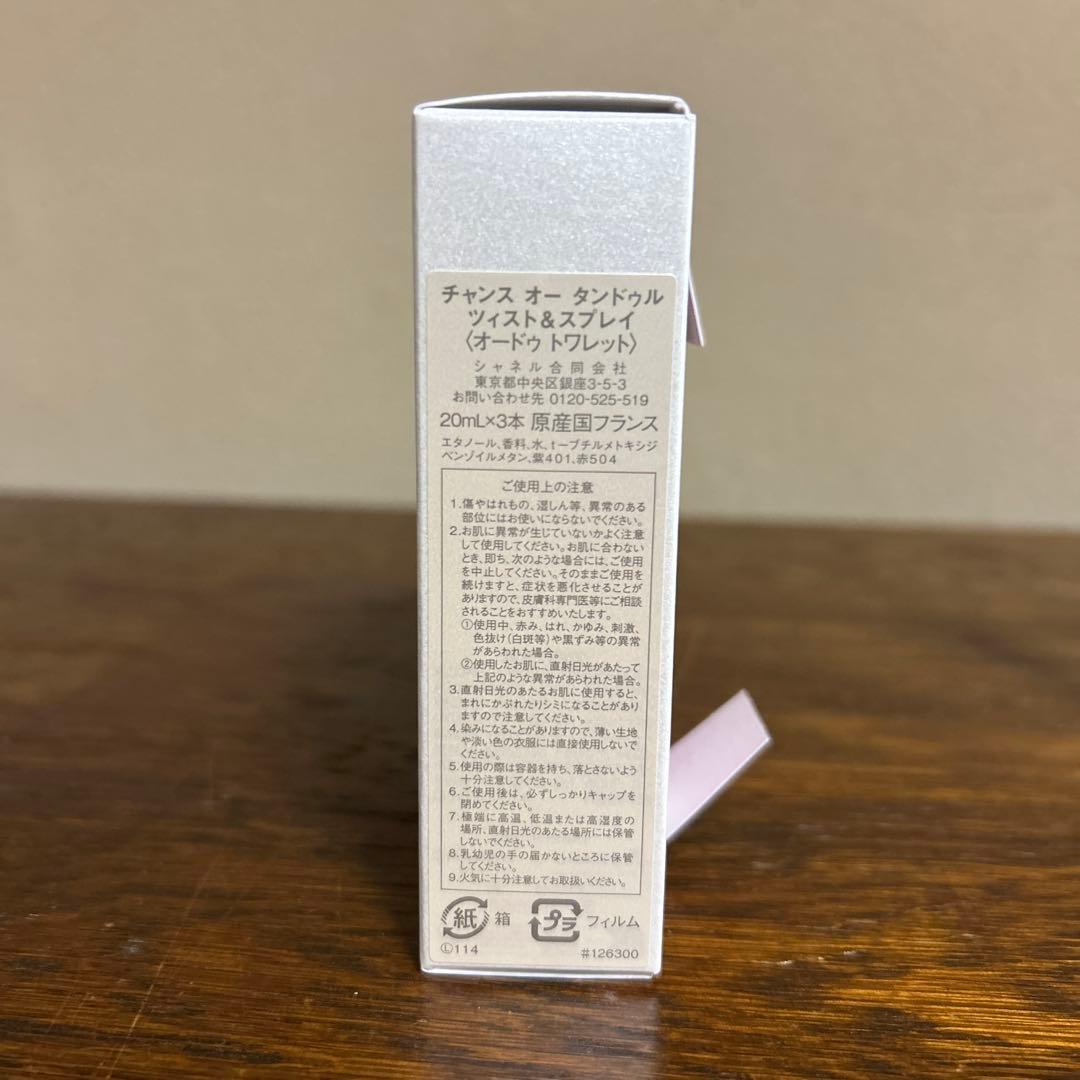 チャンス オー タンドゥル
ツィスト&スプレイ
〈オードゥ トワレット〉
シャネル合同会社
東京都中央区銀座3-5-3
お問い合わせ先 0120-525-519
20mL×3本 原産国フランス
エタノール、香料、水、t-ブチルメトキシジ
ベンゾイルメタン、紫401、赤504
ご使用上の注意
1.傷やはれもの、湿しん等、異常のある
部位にはお使いにならないでください。
2.お肌に異常が生じていないかよく注意
して使用してください。お肌に合わない
とき、即ち、次のような場合には、ご使用
を中止してください。そのままご使用を
続けますと、症状を悪化させることが
ありますので、皮膚科専門医等にご相談
されることをおすすめいたします。
①使用中、赤み、はれ、かゆみ、刺激、
色抜け(白斑等)や黒ずみ等の異常
があらわれた場合。
②使用したお肌に、直射日光があたって
上記のような異常があらわれた場合。
3.直射日光のあたるお肌に使用すると、
まれにかぶれたりシミになることがあり
ますので注意してください。
4.染みになることがありますので、薄い生地
や淡い色の衣服には直接使用しないで
ください。
5.使用の際は容器を持ち、落とさないよう
十分注意してください。
6.ご使用後は、必ずしっかりキャップを
閉めてください。
7.極端に高温、低温または高湿度の
場所、直射日光のあたる場所には保管
しないでください。
8.乳幼児の手の届かないところに保管
してください。
9.火気に十分注意してお取扱いください。
紙 箱 プラ フィルム
Ⓛ114 #126300